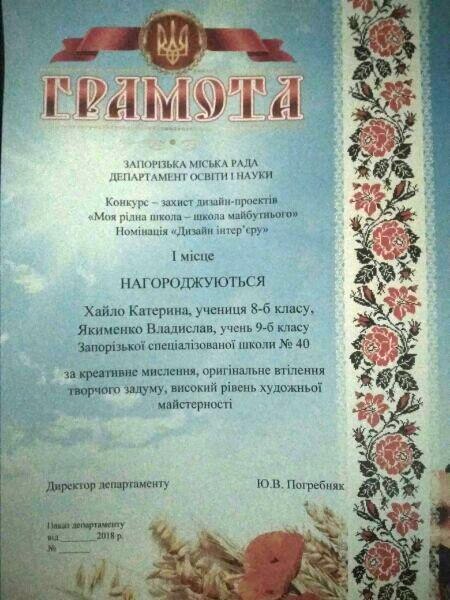 ГРАМОТА
ЗАПОРІЗЬКА МІСЬКА РАДА
ДЕПАРТАМЕНТ ОСВІТИ І НАУКИ
Конкурс – захист дизайн-проектів
«Моя рідна школа – школа майбутнього»
Номінація «Дизайн інтер’єру»
І місце
НАГОРОДЖУЮТЬСЯ
Хайло Катерина, учениця 8-б класу,
Якименко Владислав, учень 9-б класу
Запорізької спеціалізованої школи № 40
за креативне мислення, оригінальне втілення
творчого задуму, високий рівень художньої
майстерності
Директор департаменту Ю.В. Погребняк
Наказ департаменту
від ________ 2018 р.
№ _______